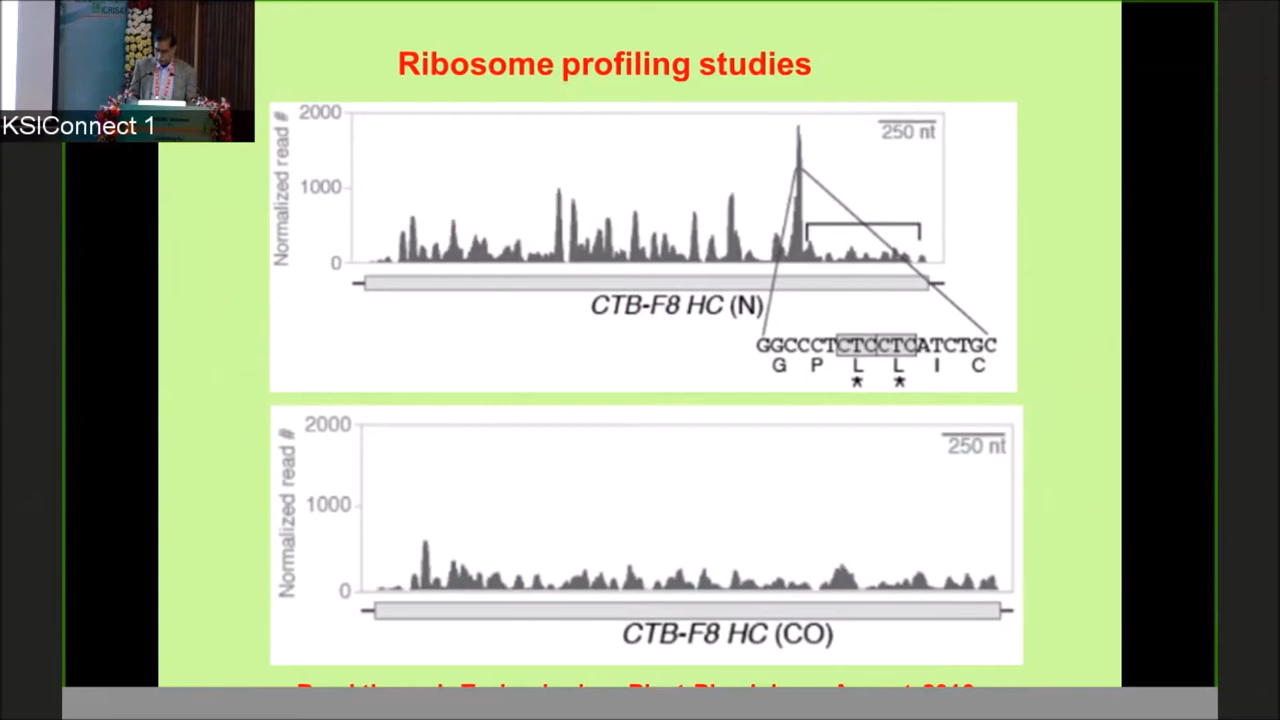 ICRISAT
KSIConnect 1
Ribosome profiling studies
Normalized read #
2000
1000
0
250 nt
CTB-F8 HC (N)
GGCCCTCTCCTCATCTGC
G P L L I C
* *
Normalized read #
2000
1000
0
250 nt
CTB-F8 HC (CO)